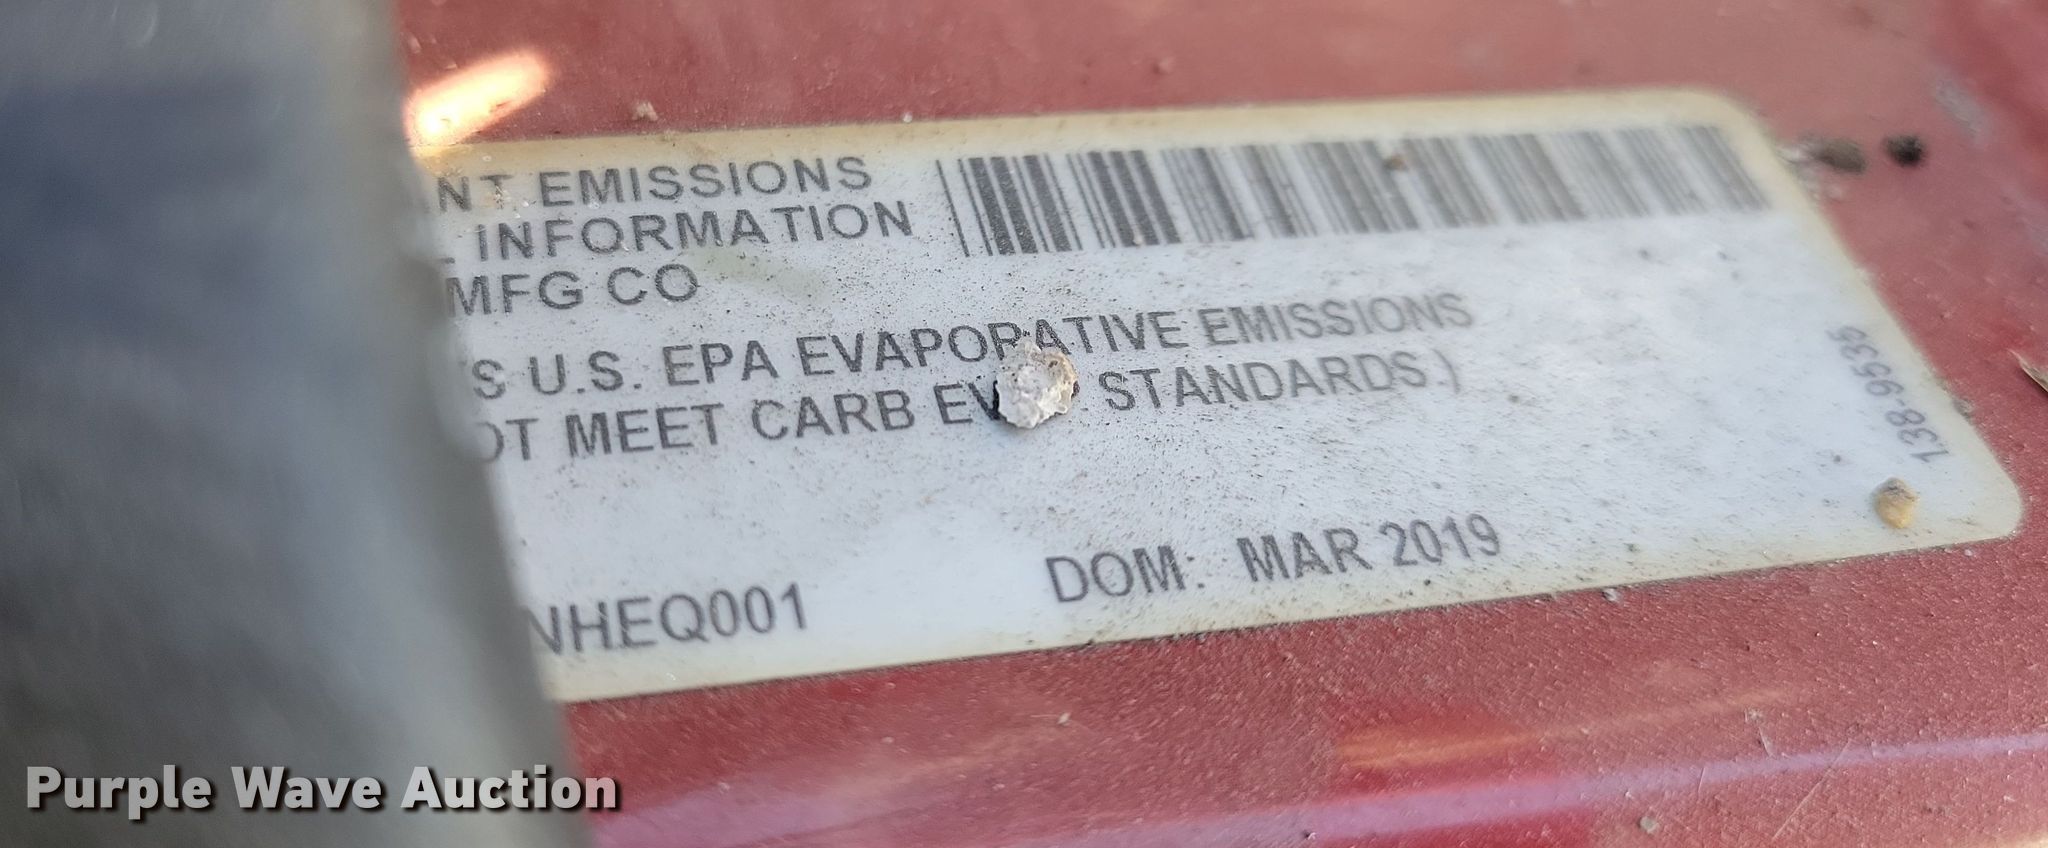 NT EMISSIONS
L INFORMATION
MFG CO
S U.S. EPA EVAPORATIVE EMISSIONS
OT MEET CARB EV . STANDARDS.)
NHEQ001
DOM: MAR 2019
138-9535
Purple Wave Auction